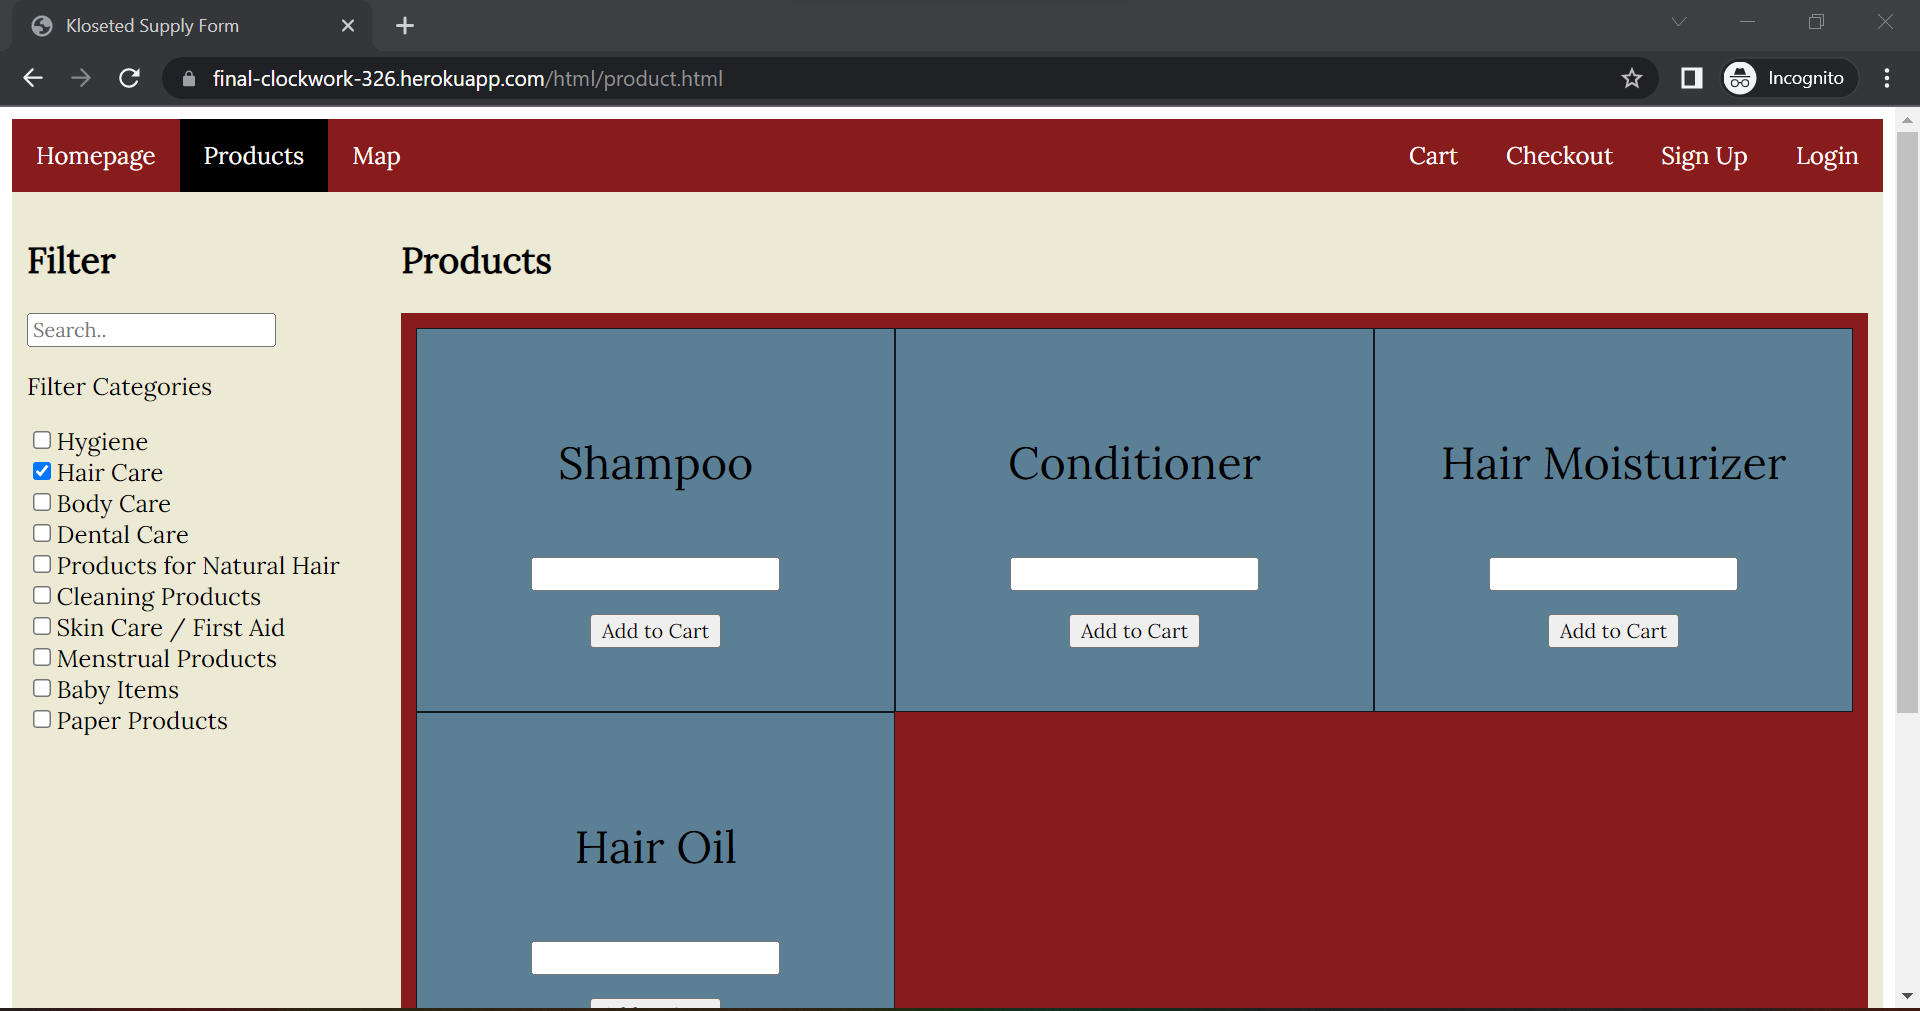 Kloseted Supply Form
final-clockwork-326.herokuapp.com/html/product.html
Incognito
Homepage Products Map Cart Checkout Sign Up Login
Filter
Search..
Filter Categories
Hygiene
Hair Care
Body Care
Dental Care
Products for Natural Hair
Cleaning Products
Skin Care / First Aid
Menstrual Products
Baby Items
Paper Products
Products
Shampoo
Add to Cart
Conditioner
Add to Cart
Hair Moisturizer
Add to Cart
Hair Oil